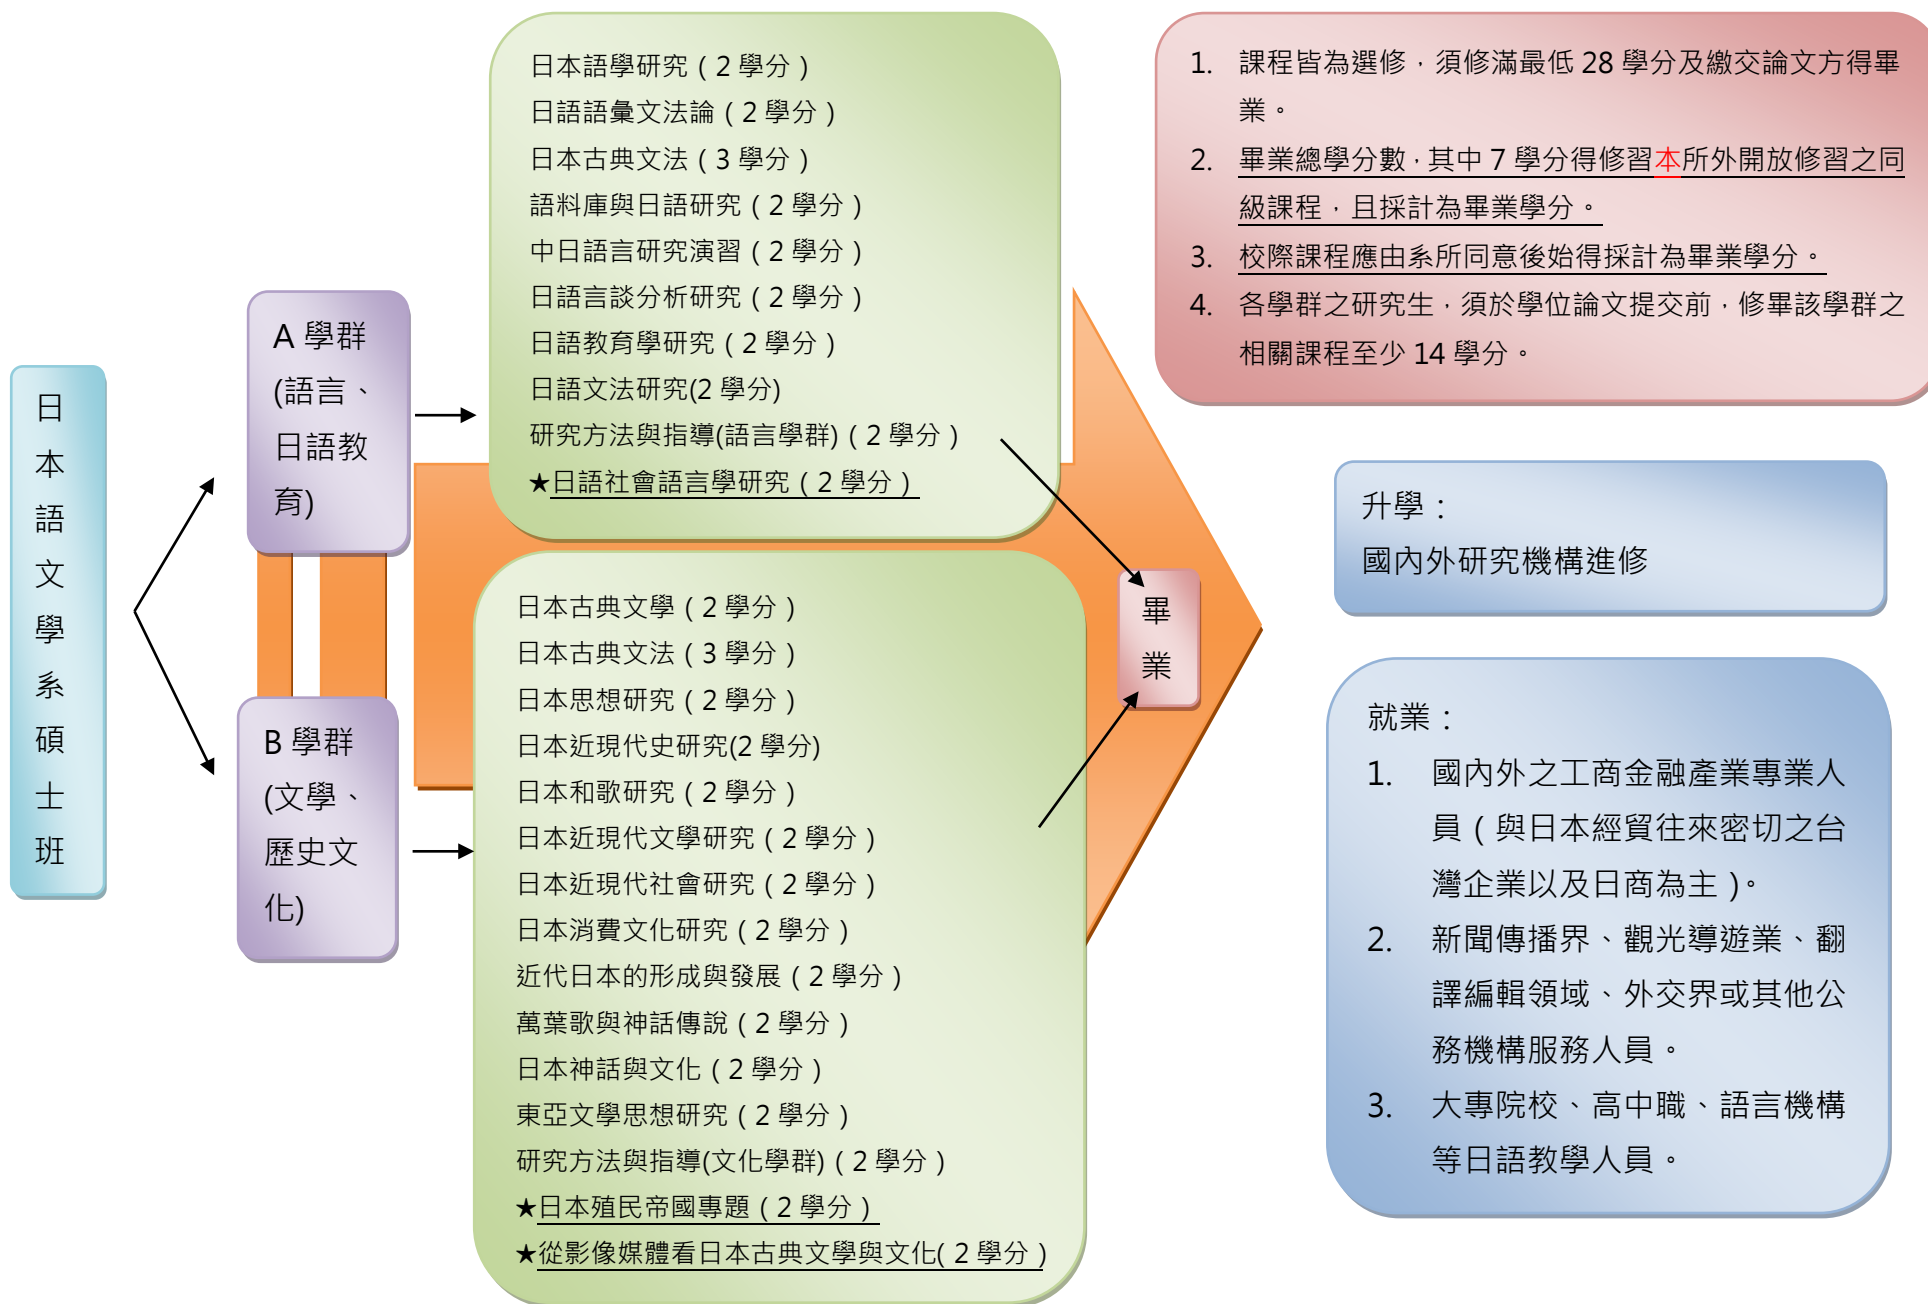 日本語文學系碩士班
A 學群
(語言、
日語教
育)
B 學群
(文學、
歷史文
化)
日本語學研究（2 學分）
日語語彙文法論（2 學分）
日本古典文法（3 學分）
語料庫與日語研究（2 學分）
中日語言研究演習（2 學分）
日語言談分析研究（2 學分）
日語教育學研究（2 學分）
日語文法研究(2 學分)
研究方法與指導(語言學群)（2 學分）
★日語社會語言學研究（2 學分）
日本古典文學（2 學分）
日本古典文法（3 學分）
日本思想研究（2 學分）
日本近現代史研究(2 學分)
日本和歌研究（2 學分）
日本近現代文學研究（2 學分）
日本近現代社會研究（2 學分）
日本消費文化研究（2 學分）
近代日本的形成與發展（2 學分）
萬葉歌與神話傳說（2 學分）
日本神話與文化（2 學分）
東亞文學思想研究（2 學分）
研究方法與指導(文化學群)（2 學分）
★日本殖民帝國專題（2 學分）
★從影像媒體看日本古典文學與文化(2 學分）
畢業
1. 課程皆為選修，須修滿最低 28 學分及繳交論文方得畢
業。
2. 畢業總學分數，其中 7 學分得修習本所外開放修習之同
級課程，且採計為畢業學分。
3. 校際課程應由系所同意後始得採計為畢業學分。
4. 各學群之研究生，須於學位論文提交前，修畢該學群之
相關課程至少 14 學分。
升學：
國內外研究機構進修
就業：
1. 國內外之工商金融產業專業人
員（與日本經貿往來密切之台
灣企業以及日商為主）。
2. 新聞傳播界、觀光導遊業、翻
譯編輯領域、外交界或其他公
務機構服務人員。
3. 大專院校、高中職、語言機構
等日語教學人員。